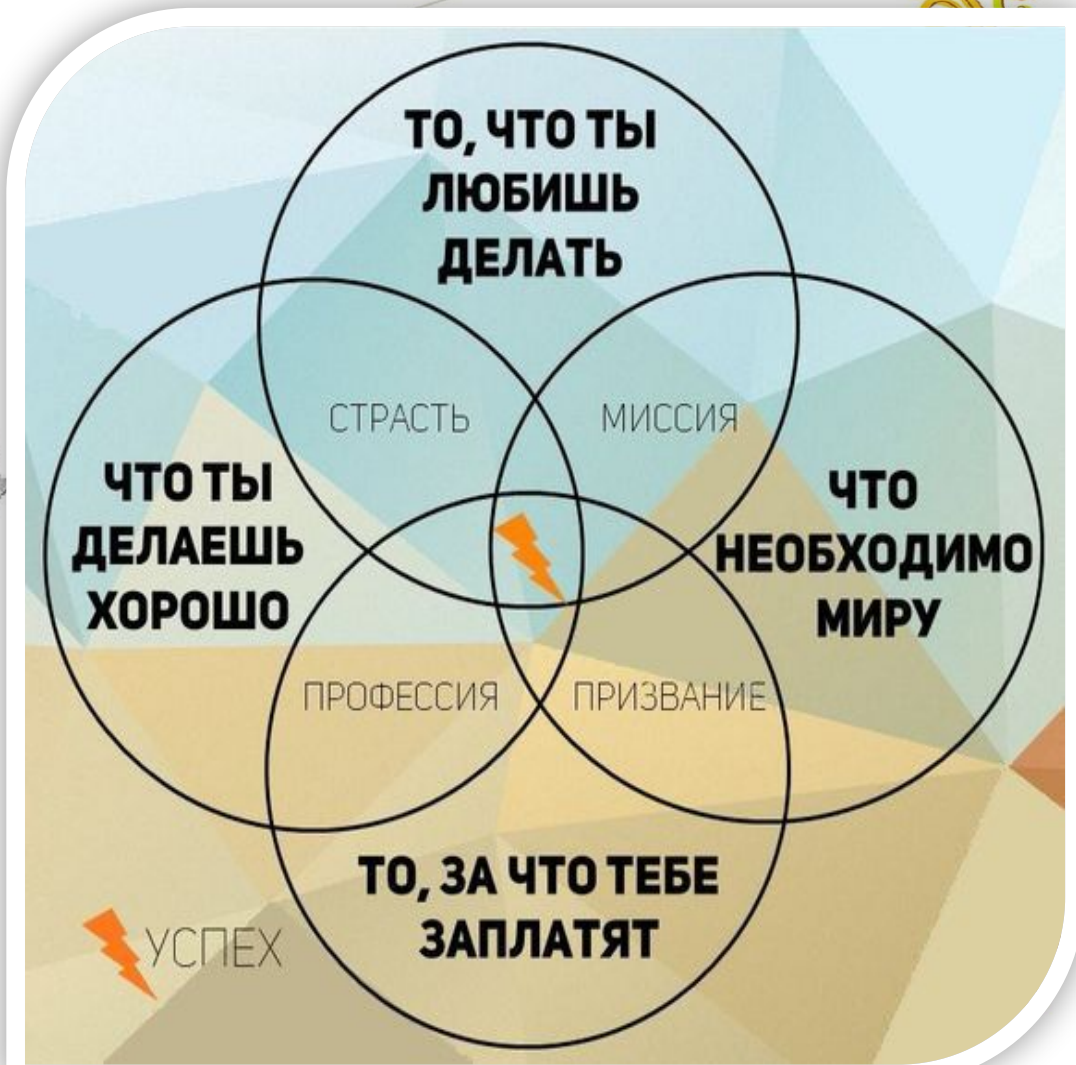 ТО, ЧТО ТЫ
ЛЮБИШЬ
ДЕЛАТЬ
СТРАСТЬ
МИССИЯ
ЧТО ТЫ
ДЕЛАЕШЬ
ХОРОШО
ЧТО
НЕОБХОДИМО
МИРУ
ПРОФЕССИЯ
ПРИЗВАНИЕ
ТО, ЗА ЧТО ТЕБЕ
ЗАПЛАТЯТ
УСПЕХ